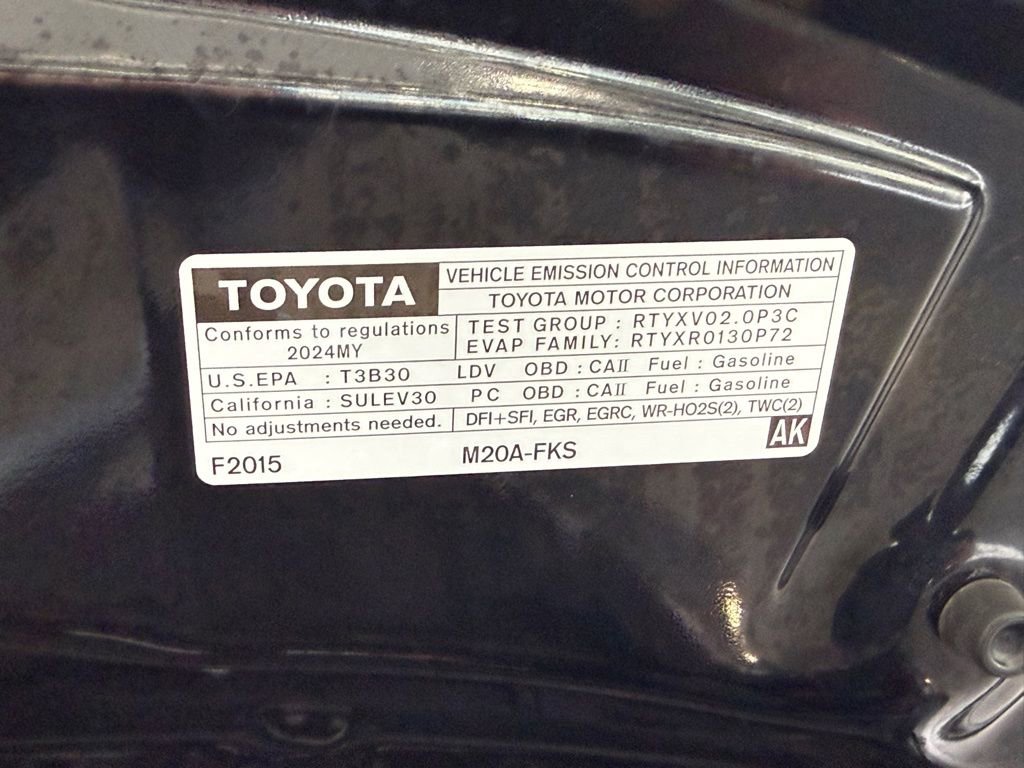 TOYOTA
VEHICLE EMISSION CONTROL INFORMATION
TOYOTA MOTOR CORPORATION
Conforms to regulations
2024MY
TEST GROUP : RTYXV02.0P3C
EVAP FAMILY: RTYXR0130P72
U.S.EPA : T3B30 LDV OBD : CAII Fuel : Gasoline
California : SULEV30 PC OBD : CAII Fuel : Gasoline
No adjustments needed. DFI+SFI, EGR, EGRC, WR-HO2S(2), TWC(2)
AK
F2015 M20A-FKS